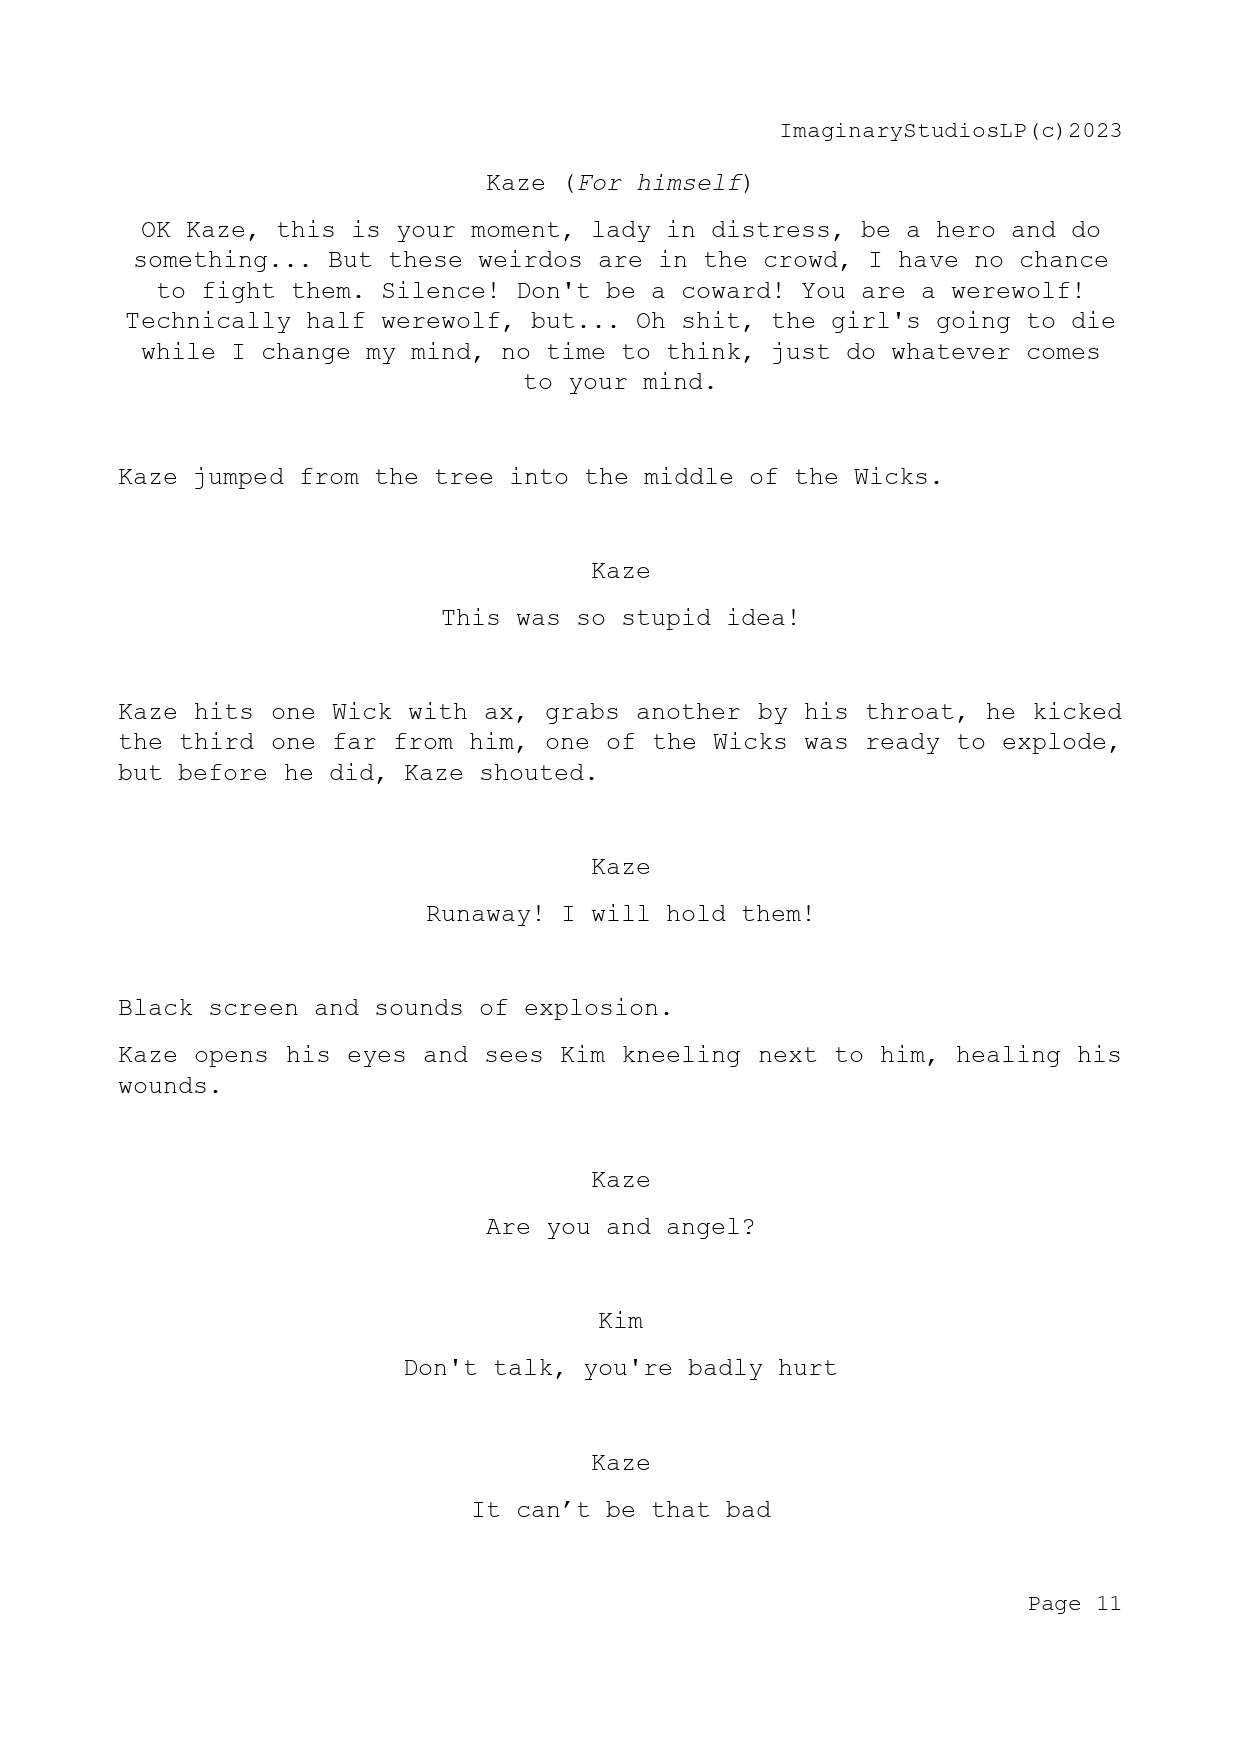 ImaginaryStudiosLP(c)2023
Kaze (For himself)
OK Kaze, this is your moment, lady in distress, be a hero and do
something... But these weirdos are in the crowd, I have no chance
to fight them. Silence! Don't be a coward! You are a werewolf!
Technically half werewolf, but... Oh shit, the girl's going to die
while I change my mind, no time to think, just do whatever comes
to your mind.
Kaze jumped from the tree into the middle of the Wicks.
Kaze
This was so stupid idea!
Kaze hits one Wick with ax, grabs another by his throat, he kicked
the third one far from him, one of the Wicks was ready to explode,
but before he did, Kaze shouted.
Kaze
Runaway! I will hold them!
Black screen and sounds of explosion.
Kaze opens his eyes and sees Kim kneeling next to him, healing his
wounds.
Kaze
Are you and angel?
Kim
Don't talk, you're badly hurt
Kaze
It can’t be that bad
Page 11